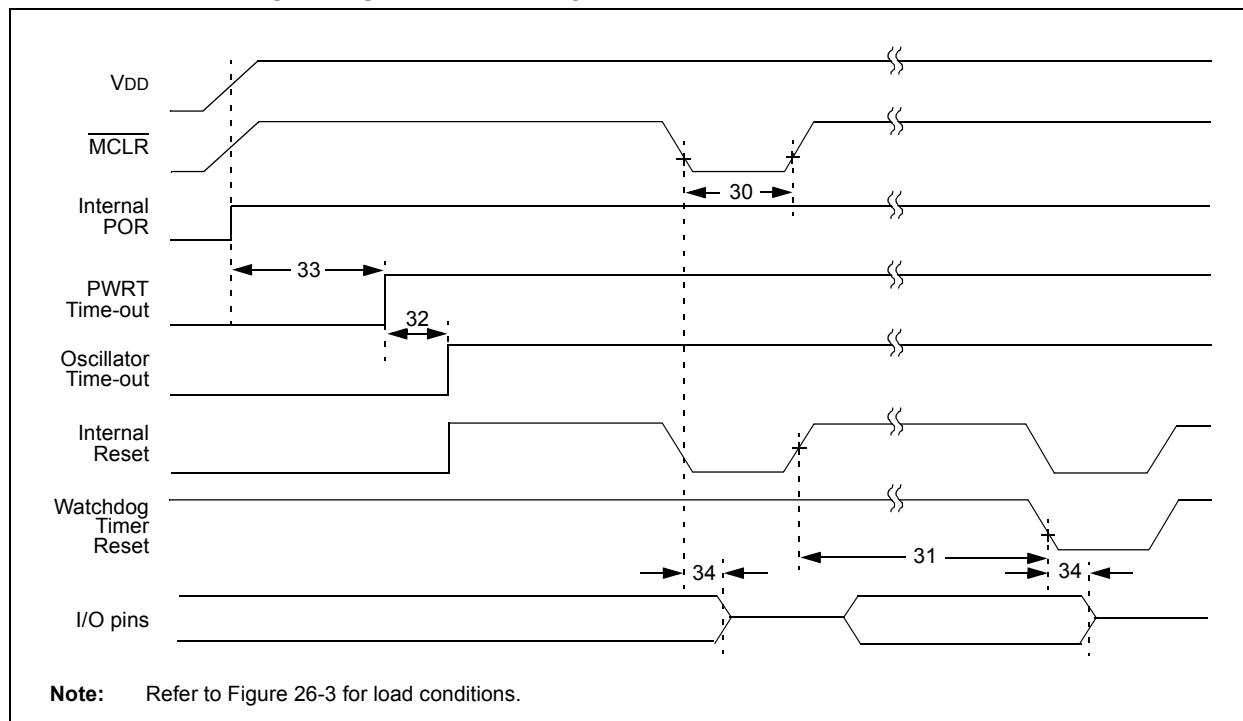 VDD
MCLR
30
Internal
POR
33
PWRT
Time-out
32
Oscillator
Time-out
Internal
Reset
Watchdog
Timer
Reset
31
34
34
I/O pins
Note: Refer to Figure 26-3 for load conditions.